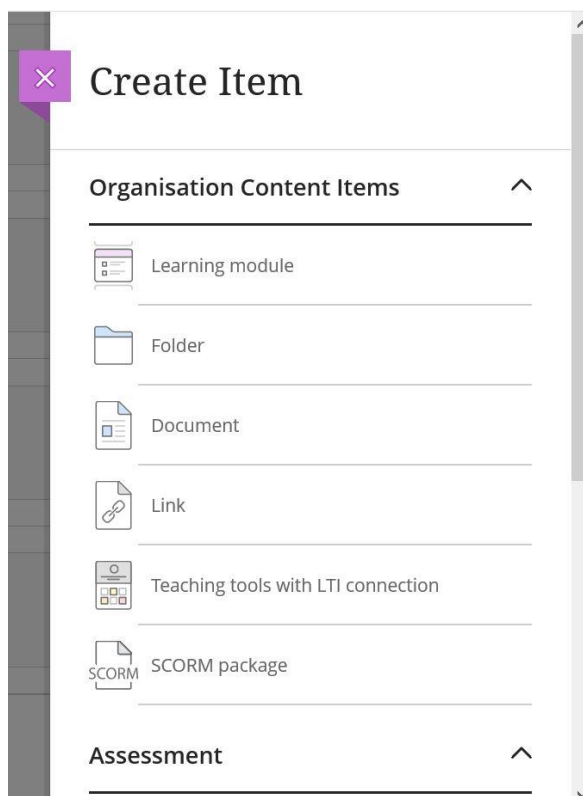 Create Item
Organisation Content Items
Learning module
Folder
Document
Link
Teaching tools with LTI connection
SCORM SCORM package
Assessment